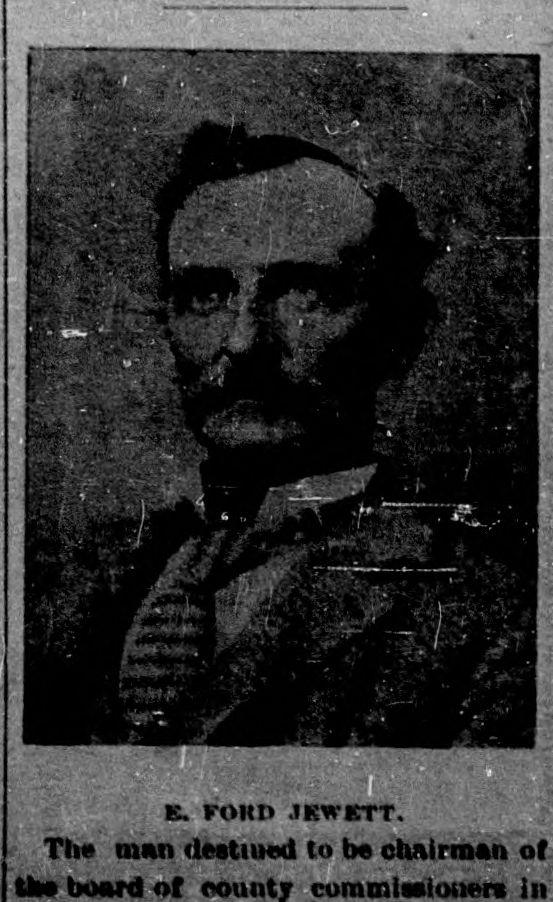 E. FORD JEWETT.
The man destined to be chairman of
the board of county commissioners in